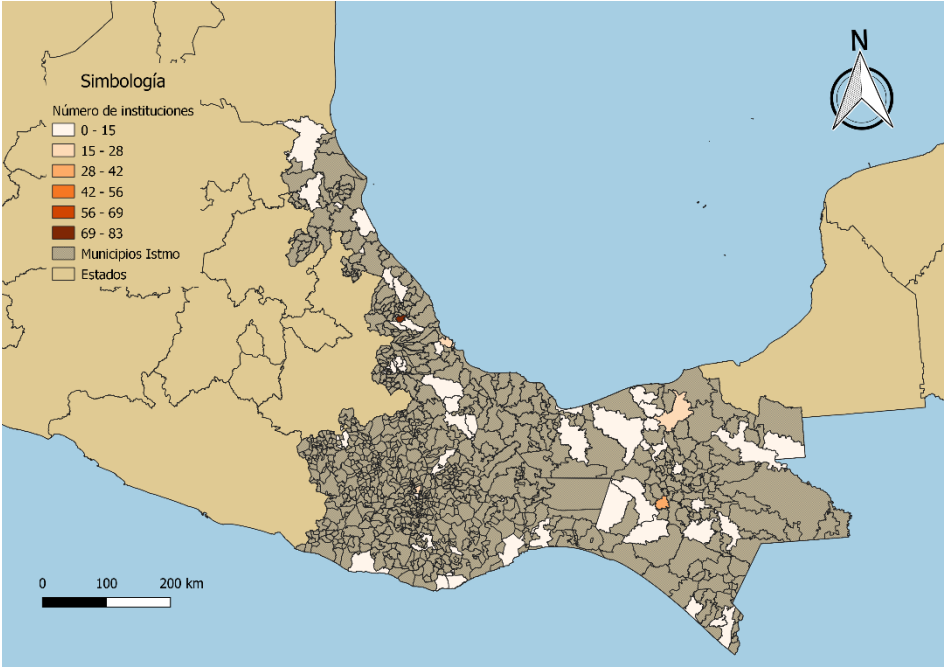 N
Simbología
Número de instituciones
0 - 15
15 - 28
28 - 42
42 - 56
56 - 69
69 - 83
Municipios Istmo
Estados
0 100 200 km